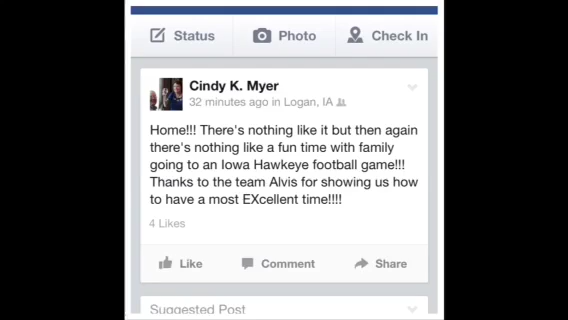 Status Photo Check In
Cindy K. Myer
32 minutes ago in Logan, IA
Home!!! There's nothing like it but then again
there's nothing like a fun time with family
going to an Iowa Hawkeye football game!!!
Thanks to the team Alvis for showing us how
to have a most EXcellent time!!!!
4 Likes
Like Comment Share
Suggested Post